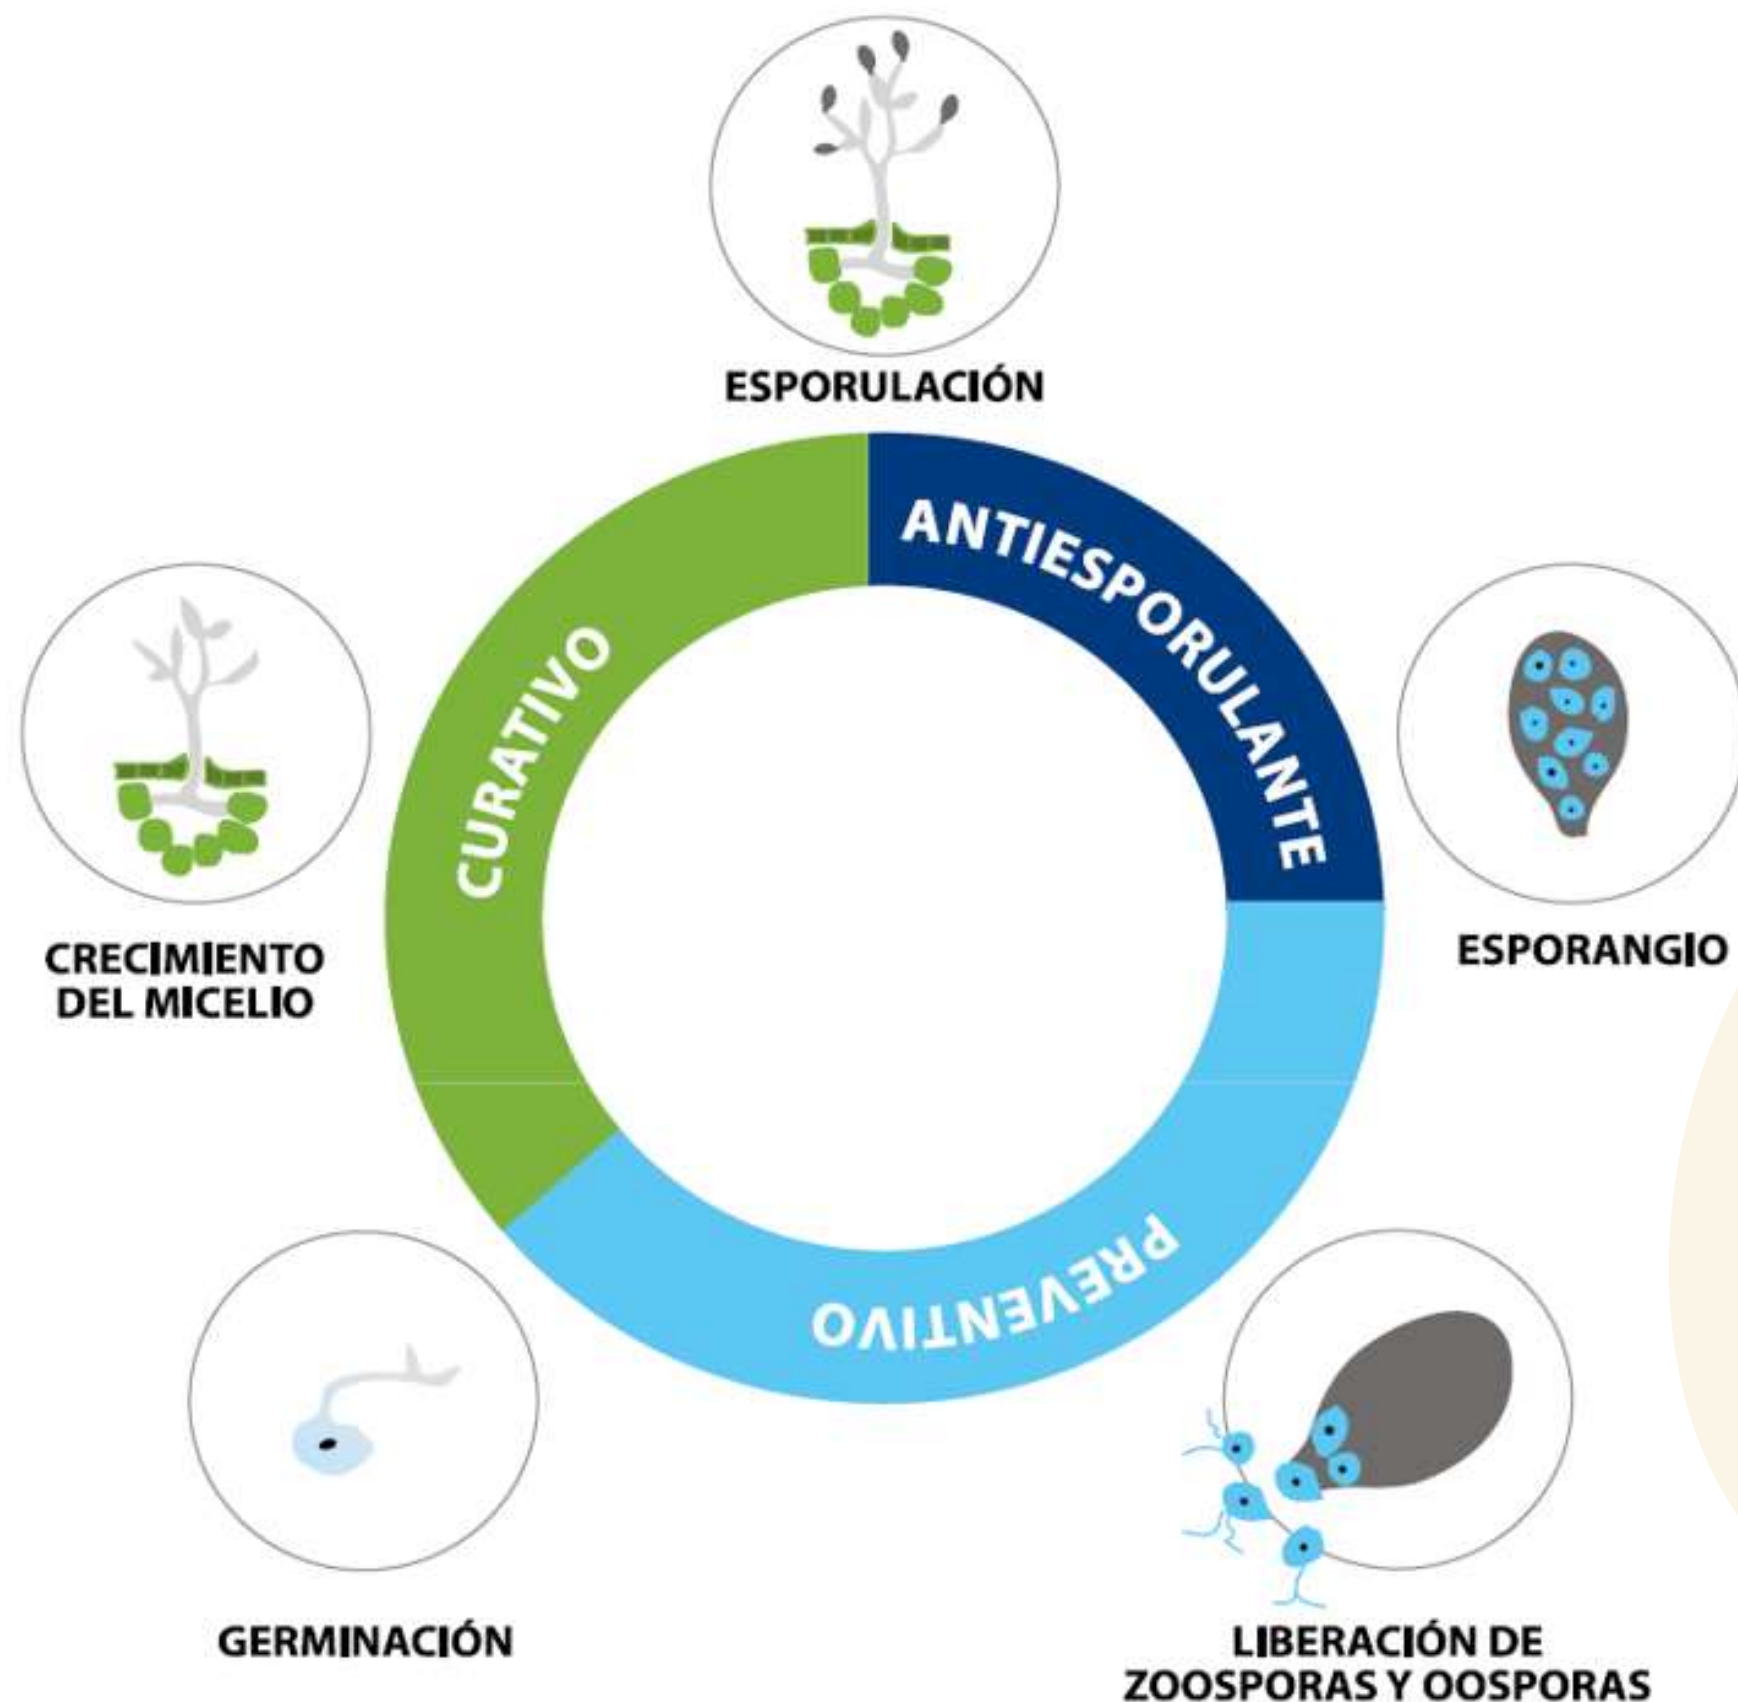 ESPORULACIÓN
ANTIESPORULANTE
CURATIVO
ESPORANGIO
CRECIMIENTO
DEL MICELIO
PREVENTIVO
GERMINACIÓN
LIBERACIÓN DE
ZOOSPORAS Y OOSPORAS